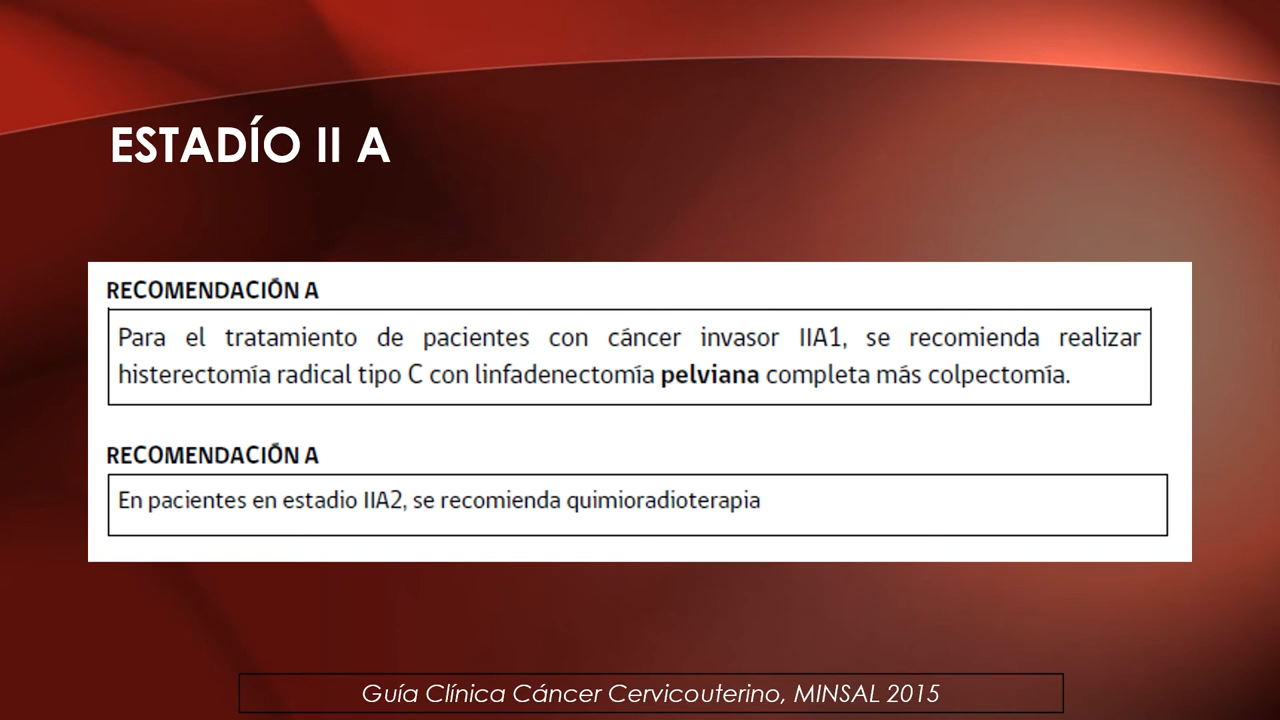 ESTADÍO II A
RECOMENDACIÓN A
Para el tratamiento de pacientes con cáncer invasor IIA1, se recomienda realizar
histerectomía radical tipo C con linfadenectomía pelviana completa más colpectomía.
RECOMENDACIÓN A
En pacientes en estadio IIA2, se recomienda quimioradioterapia
Guía Clínica Cáncer Cervicouterino, MINSAL 2015